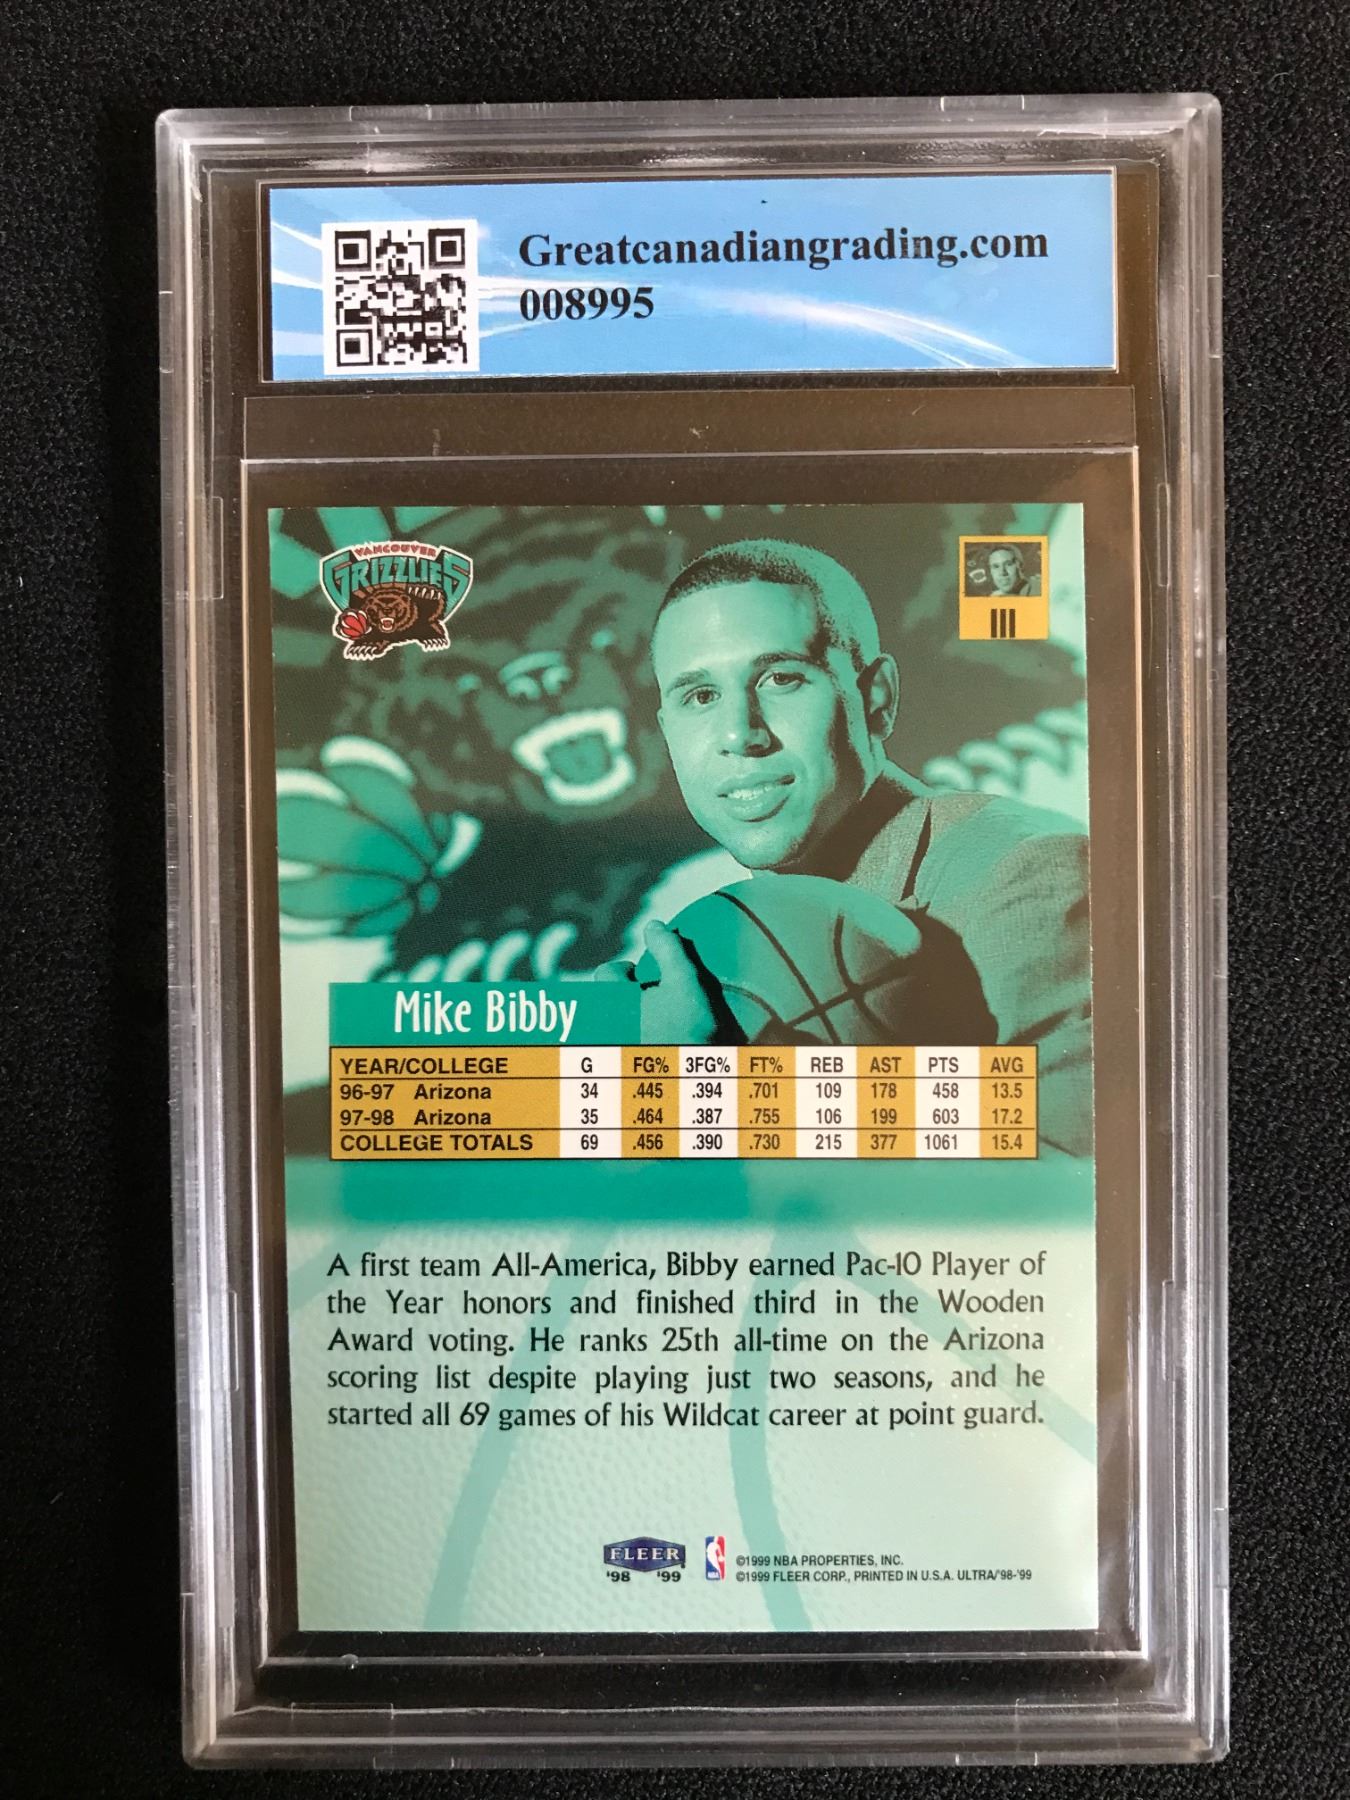 Greatcanadiangrading.com
008995
VANCOUVER
GRIZZLIES
III
Mike Bibby
YEAR/COLLEGE G FG% 3FG% FT% REB AST PTS AVG
96-97 Arizona 34 .445 .394 .701 109 178 458 13.5
97-98 Arizona 35 .464 .387 .755 106 199 603 17.2
COLLEGE TOTALS 69 .456 .390 .730 215 377 1061 15.4
A first team All-America, Bibby earned Pac-10 Player of
the Year honors and finished third in the Wooden
Award voting. He ranks 25th all-time on the Arizona
scoring list despite playing just two seasons, and he
started all 69 games of his Wildcat career at point guard.
FLEER
'98 '99
NBA
©1999 NBA PROPERTIES, INC.
©1999 FLEER CORP., PRINTED IN U.S.A. ULTRA/'98-'99